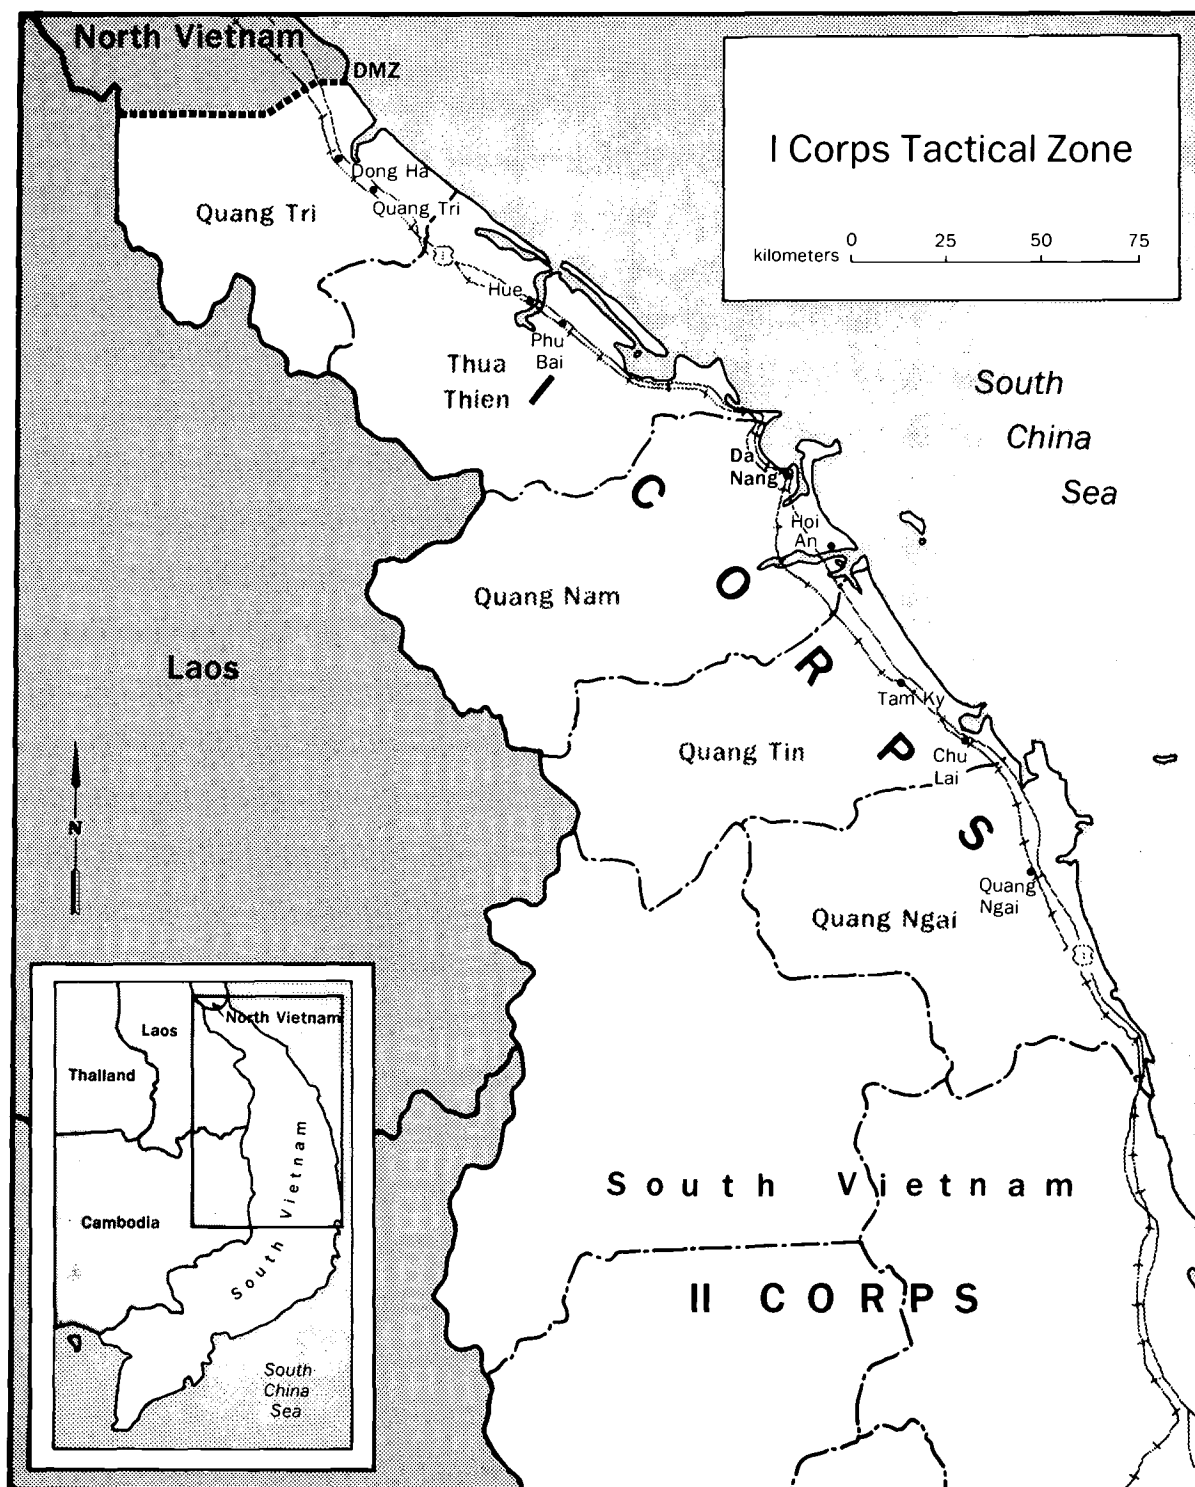 North Vietnam
DMZ
I Corps Tactical Zone
kilometers 0 25 50 75
Dong Ha
Quang Tri
Quang Tri
Hue
Phu
Bai
Thua
Thien
South
China
Sea
Da
Nang
Hoi
An
I CORPS
Quang Nam
Laos
Tam Ky
Quang Tin
Chu
Lai
N
Quang
Ngai
Quang Ngai
South Vietnam
II CORPS
North Vietnam
Laos
Thailand
Cambodia
South Vietnam
South
China
Sea